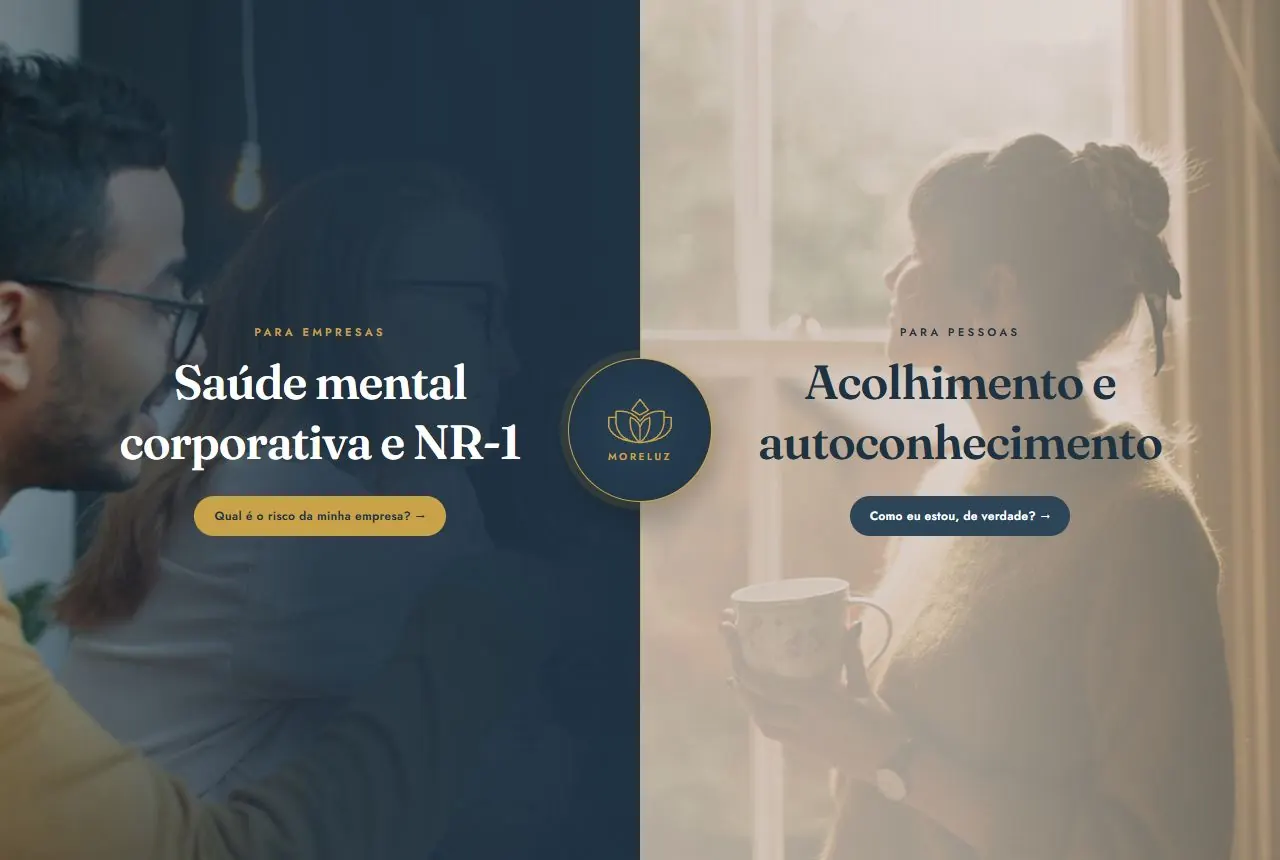 PARA EMPRESAS
Saúde mental
corporativa e NR-1
Qual é o risco da minha empresa? →
MORELUZ
PARA PESSOAS
Acolhimento e
autoconhecimento
Como eu estou, de verdade? →